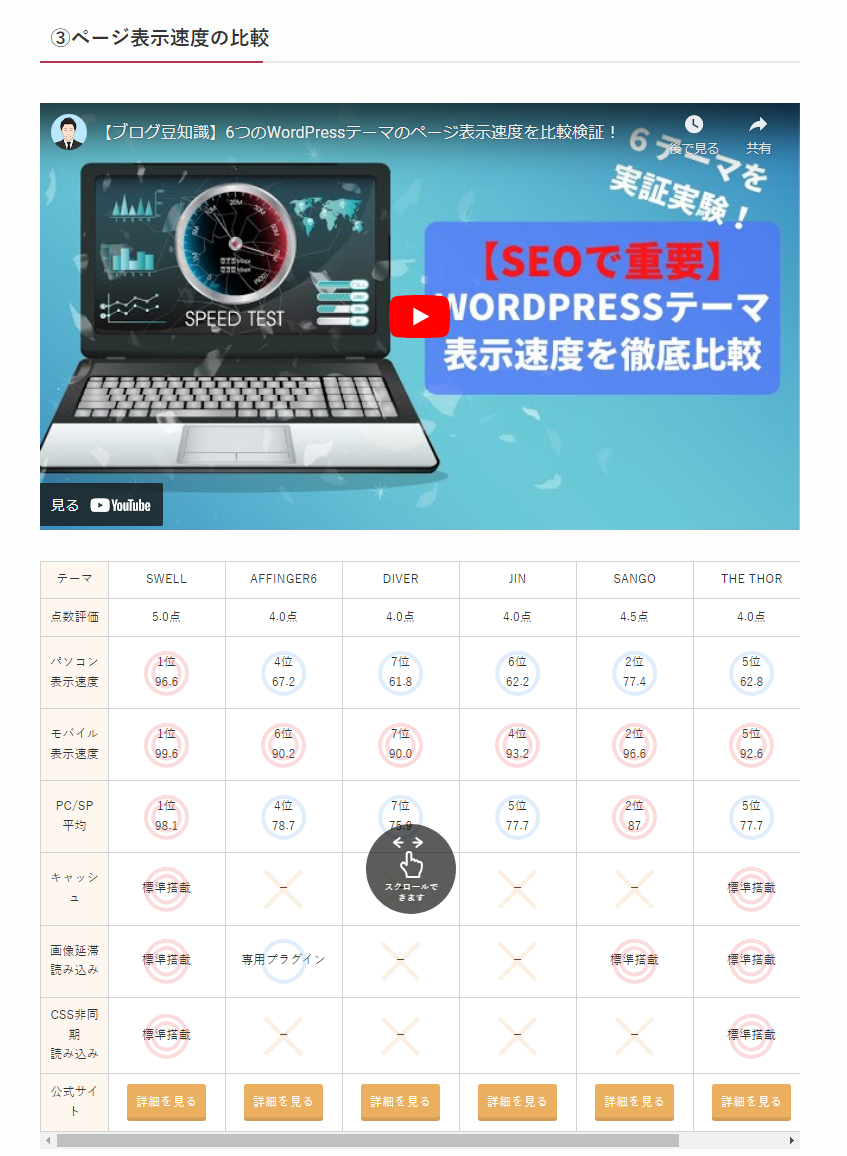 ③ページ表示速度の比較
【ブログ豆知識】6つのWordPressテーマのページ表示速度を比較検証！
後で見る
共有
6テーマを
実証実験！
【SEOで重要】
WORDPRESSテーマ
表示速度を徹底比較
SPEED TEST
見る YouTube
テーマ SWELL AFFINGER6 DIVER JIN SANGO THE THOR
点数評価 5.0点 4.0点 4.0点 4.0点 4.5点 4.0点
パソコン 1位 4位 7位 6位 2位 5位
表示速度 96.6 67.2 61.8 62.2 77.4 62.8
モバイル 1位 6位 7位 4位 2位 5位
表示速度 99.6 90.2 90.0 93.2 96.6 92.6
PC/SP 1位 4位 7位 5位 2位 5位
平均 98.1 78.7 75.9 77.7 87 77.7
スクロールで
きます
キャッシ
ュ
標準搭載 – – – 標準搭載
画像延滞
読み込み
標準搭載 専用プラグイン – – 標準搭載 標準搭載
CSS非同
期
読み込み
標準搭載 – – – – 標準搭載
公式サイ
ト
詳細を見る 詳細を見る 詳細を見る 詳細を見る 詳細を見る 詳細を見る